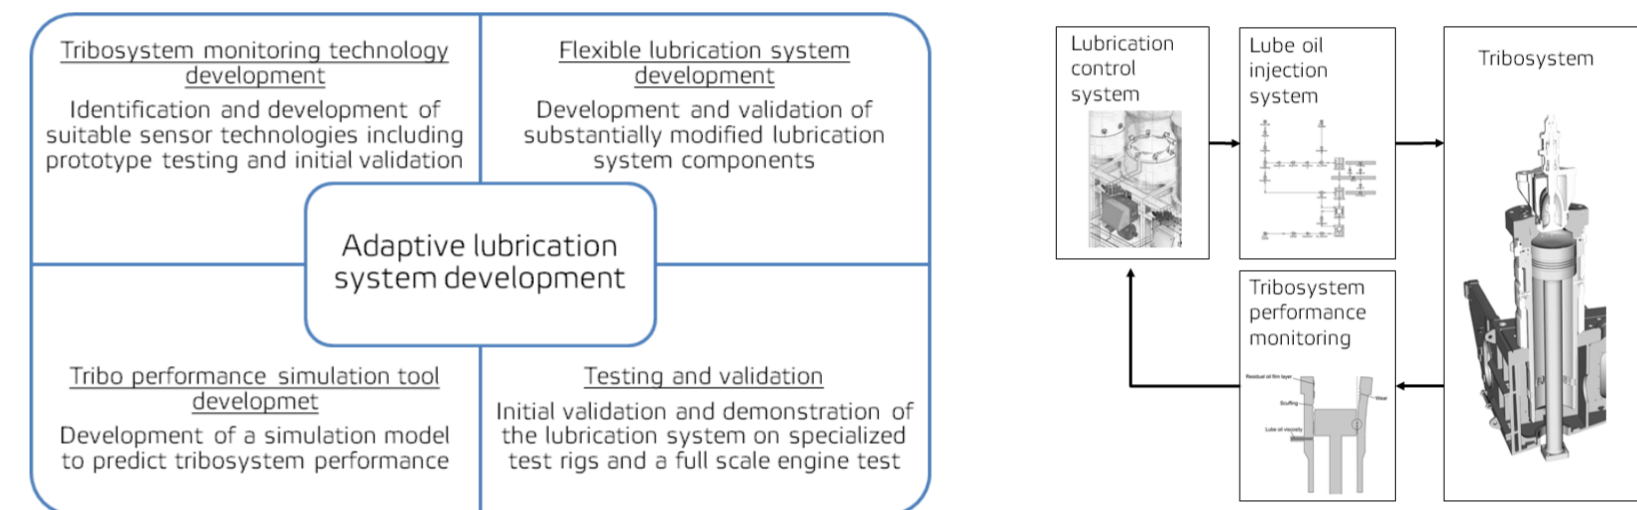 Tribosystem monitoring technology
development
Identification and development of
suitable sensor technologies including
prototype testing and initial validation
Flexible lubrication system
development
Development and validation of
substantially modified lubrication
system components
Adaptive lubrication
system development
Tribo performance simulation tool
developmet
Development of a simulation model
to predict tribosystem performance
Testing and validation
Initial validation and demonstration of
the lubrication system on specialized
test rigs and a full scale engine test
Lubrication
control
system
Lube oil
injection
system
Tribosystem
Tribosystem
performance
monitoring
Residual oil film layer
Scuffing
Wear
Lube oil viscosity